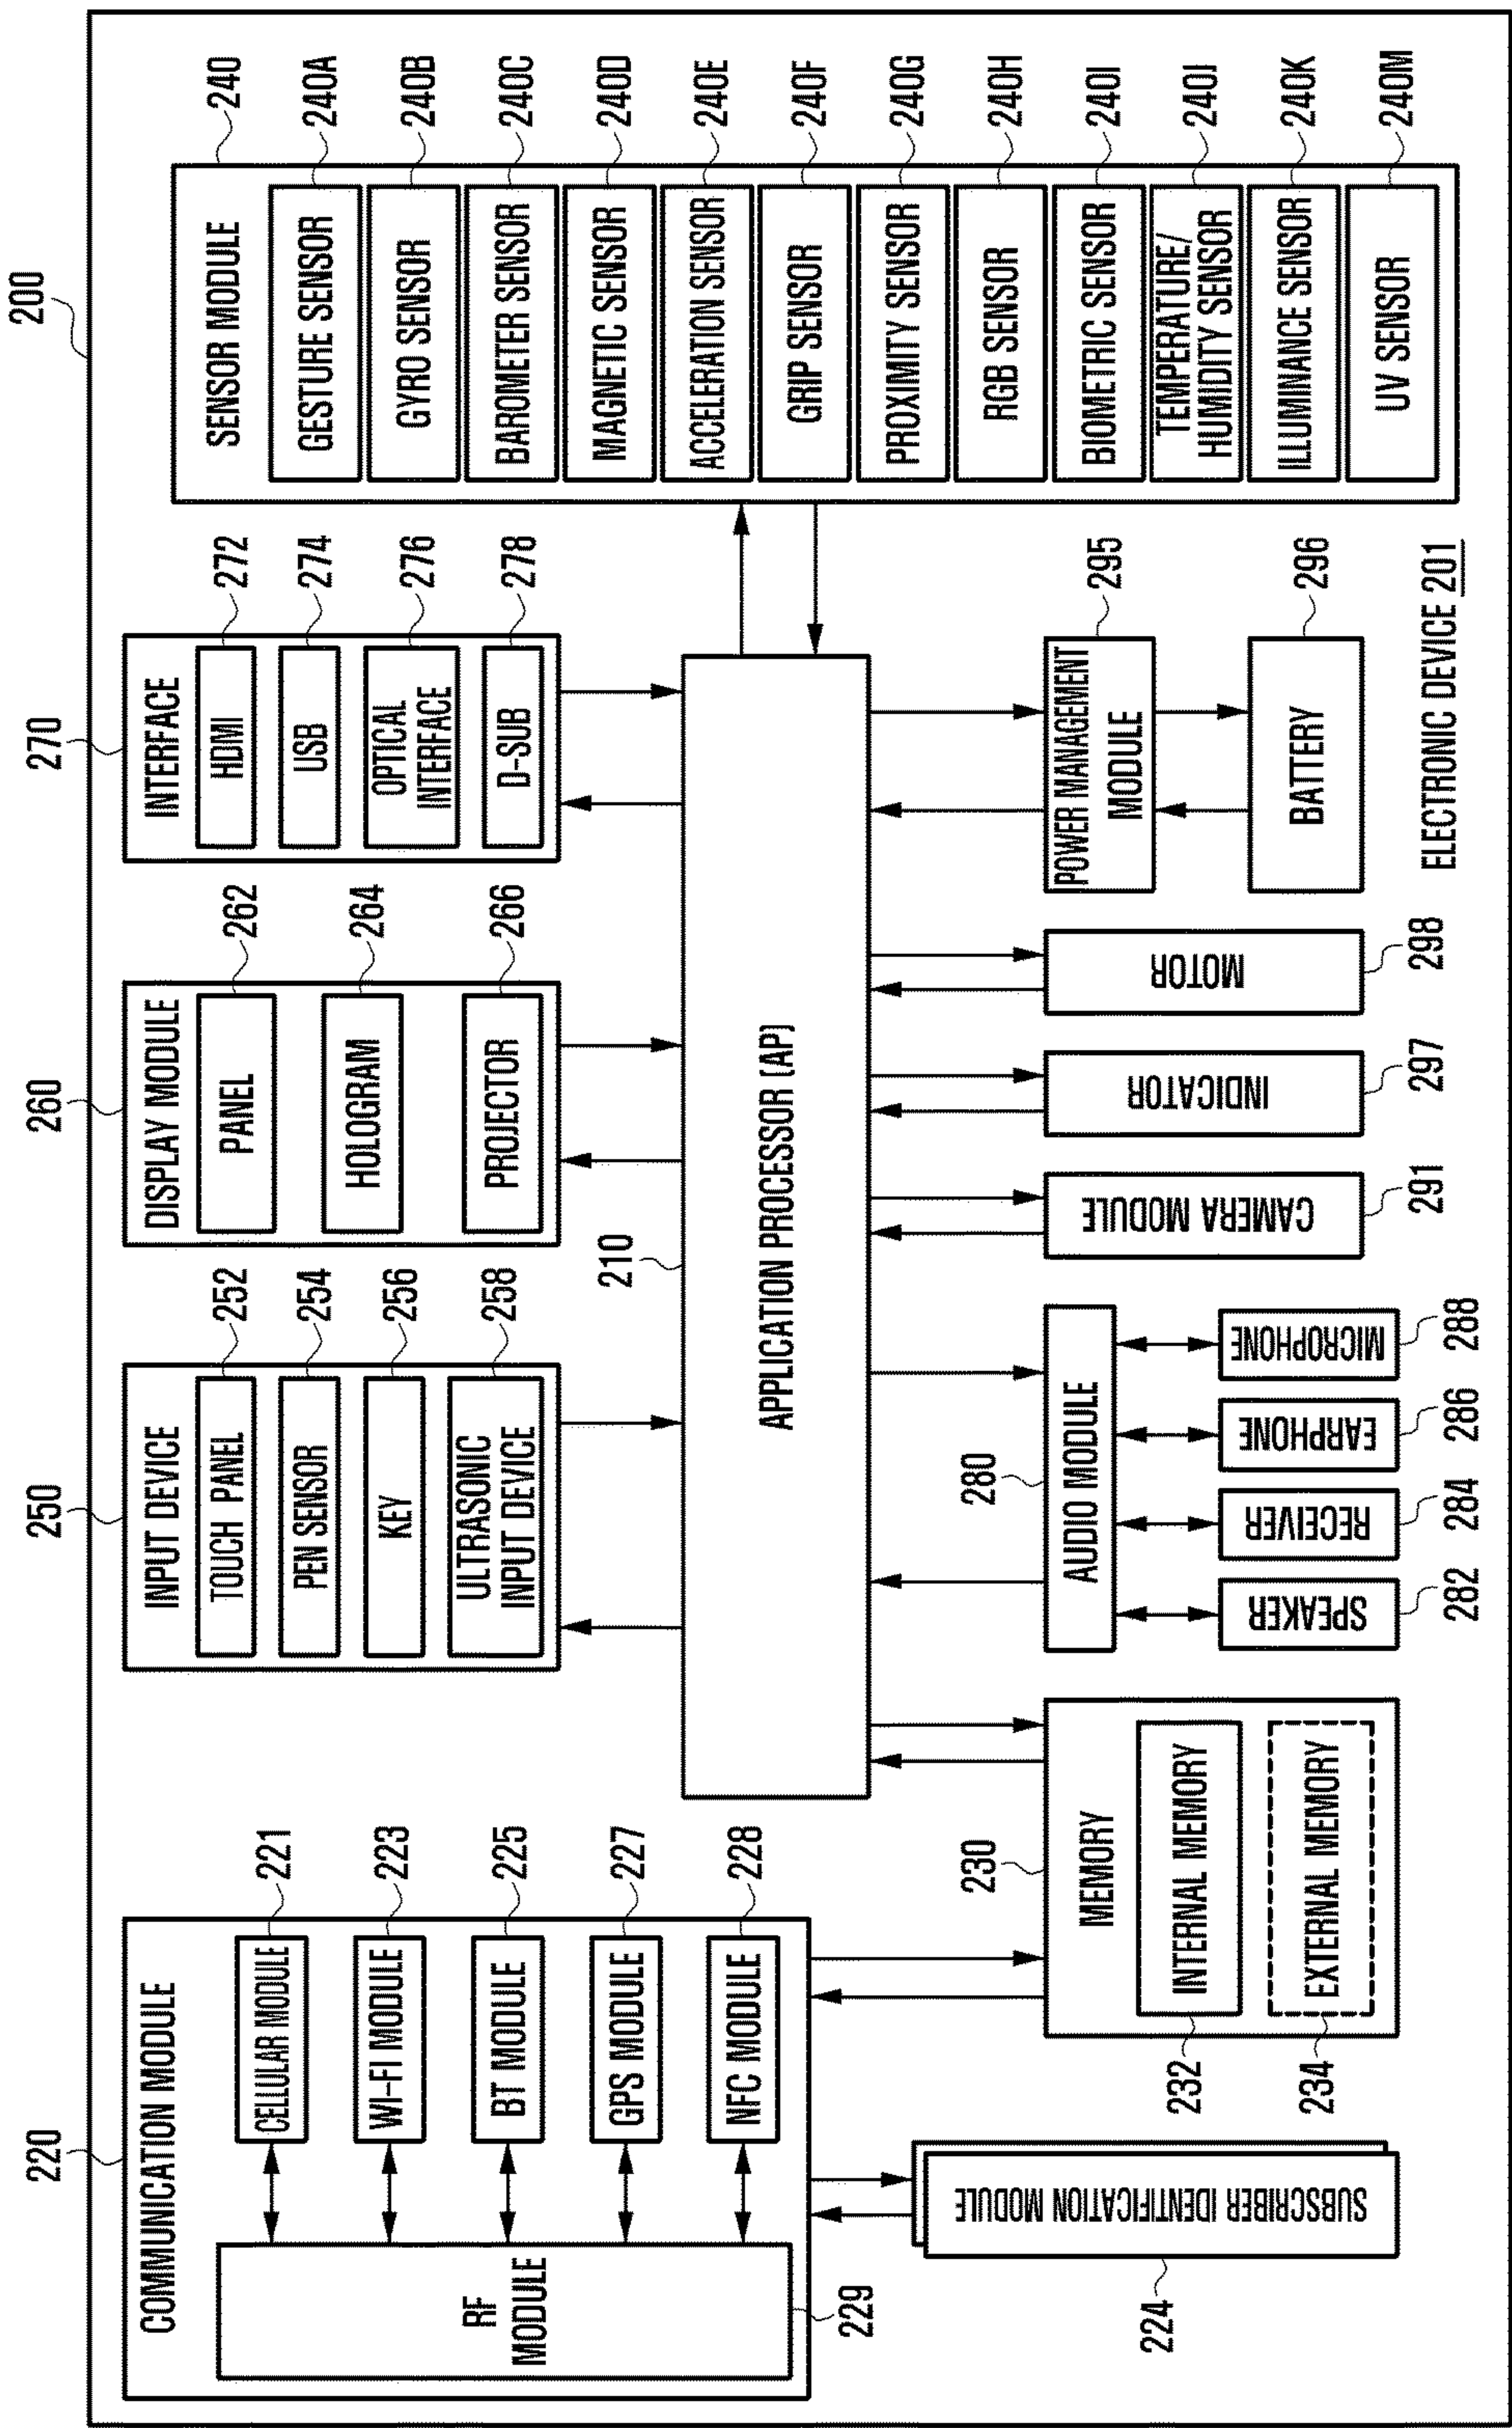 200
COMMUNICATION MODULE
220
CELLULAR MODULE
221
WI-FI MODULE
223
BT MODULE
225
GPS MODULE
227
NFC MODULE
228
RF
MODULE
229
SUBSCRIBER IDENTIFICATION MODULE
224
250
INPUT DEVICE
TOUCH PANEL
252
PEN SENSOR
254
KEY
256
ULTRASONIC
INPUT DEVICE
258
260
DISPLAY MODULE
PANEL
262
HOLOGRAM
264
PROJECTOR
266
270
INTERFACE
HDMI
272
USB
274
OPTICAL
INTERFACE
276
D-SUB
278
SENSOR MODULE
240
GESTURE SENSOR
240A
GYRO SENSOR
240B
BAROMETER SENSOR
240C
MAGNETIC SENSOR
240D
ACCELERATION SENSOR
240E
GRIP SENSOR
240F
PROXIMITY SENSOR
240G
RGB SENSOR
240H
BIOMETRIC SENSOR
240I
TEMPERATURE/
HUMIDITY SENSOR
240J
ILLUMINANCE SENSOR
240K
UV SENSOR
240M
210
APPLICATION PROCESSOR (AP)
230
MEMORY
INTERNAL MEMORY
232
EXTERNAL MEMORY
234
280
AUDIO MODULE
SPEAKER
282
RECEIVER
284
EARPHONE
286
MICROPHONE
288
CAMERA MODULE
291
INDICATOR
297
MOTOR
298
POWER MANAGEMENT
MODULE
295
BATTERY
296
ELECTRONIC DEVICE 201